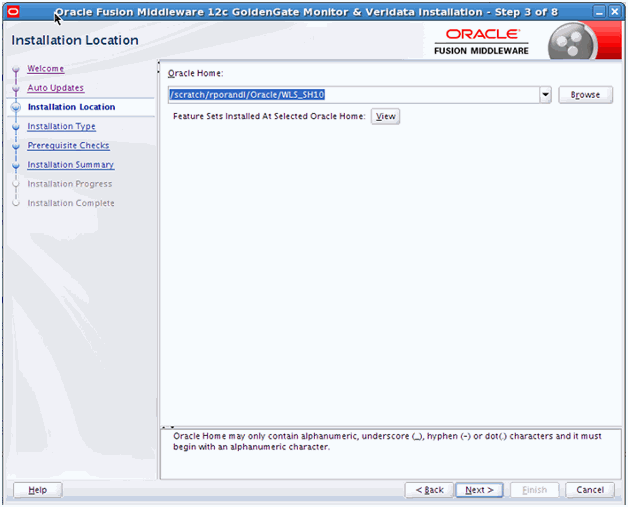 Oracle Fusion Middleware 12c GoldenGate Monitor & Veridata Installation - Step 3 of 8
Installation Location
ORACLE
FUSION MIDDLEWARE
Welcome
Auto Updates
Installation Location
Installation Type
Prerequisite Checks
Installation Summary
Installation Progress
Installation Complete
Oracle Home:
/scratch/rporandl/Oracle/WLS_SH10
Browse
Feature Sets Installed At Selected Oracle Home:
View
Oracle Home may only contain alphanumeric, underscore (_), hyphen (-) or dot(.) characters and it must
begin with an alphanumeric character.
Help
< Back
Next >
Finish
Cancel